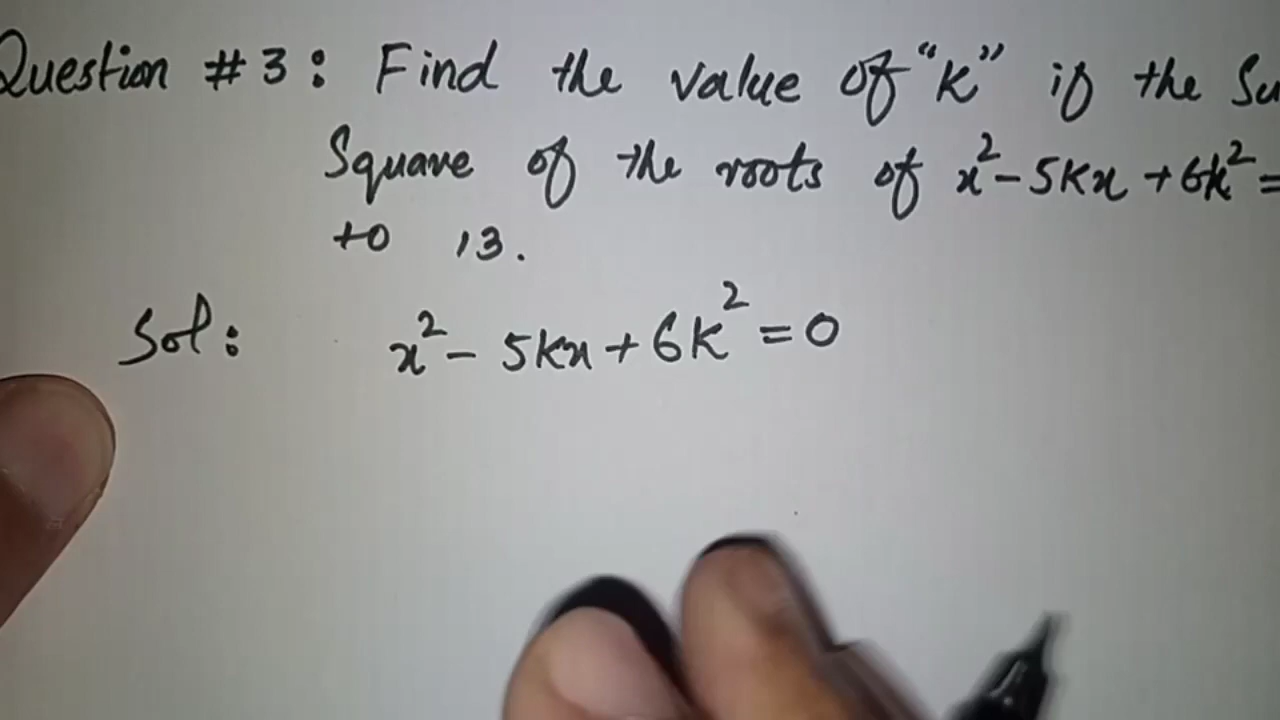 Question #3: Find the value of "K" if the Su
Square of the roots of x² - 5Kx + 6k² =
to 13.
Sol: x² - 5kx + 6k² = 0